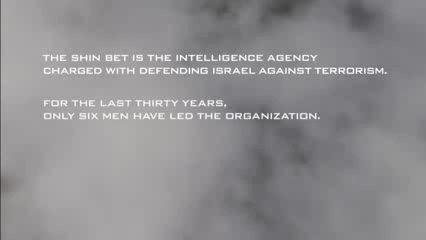 THE SHIN BET IS THE INTELLIGENCE AGENCY
CHARGED WITH DEFENDING ISRAEL AGAINST TERRORISM.
FOR THE LAST THIRTY YEARS,
ONLY SIX MEN HAVE LED THE ORGANIZATION.